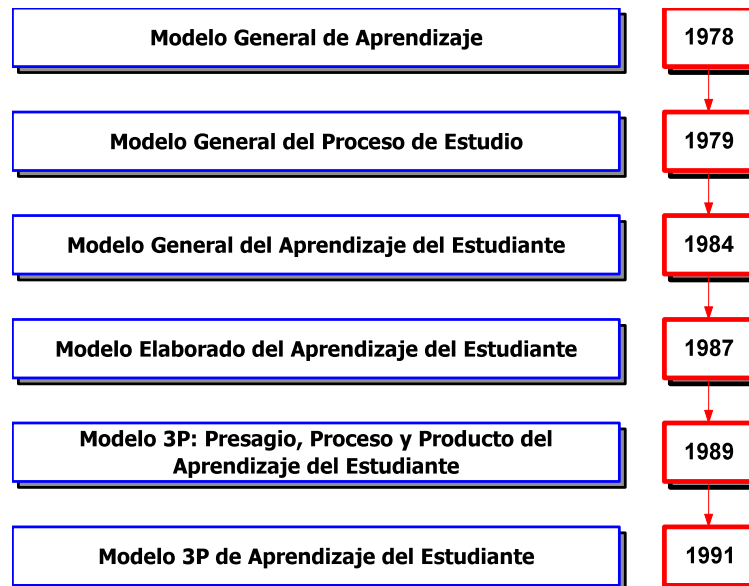 Modelo General de Aprendizaje
1978
Modelo General del Proceso de Estudio
1979
Modelo General del Aprendizaje del Estudiante
1984
Modelo Elaborado del Aprendizaje del Estudiante
1987
Modelo 3P: Presagio, Proceso y Producto del
Aprendizaje del Estudiante
1989
Modelo 3P de Aprendizaje del Estudiante
1991